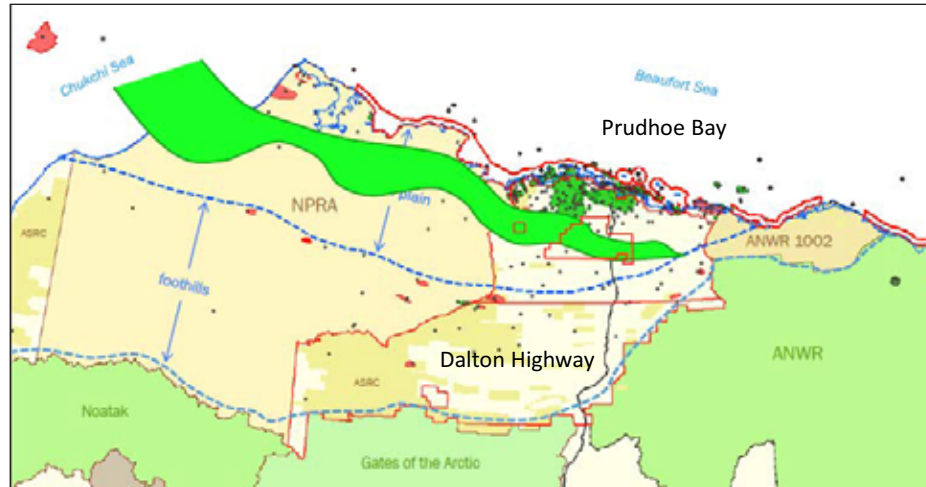 Chukchi Sea
Beaufort Sea
Prudhoe Bay
plain
NPRA
ASRC
ANWR 1002
foothills
Dalton Highway
ANWR
ASRC
Noatak
Gates of the Arctic